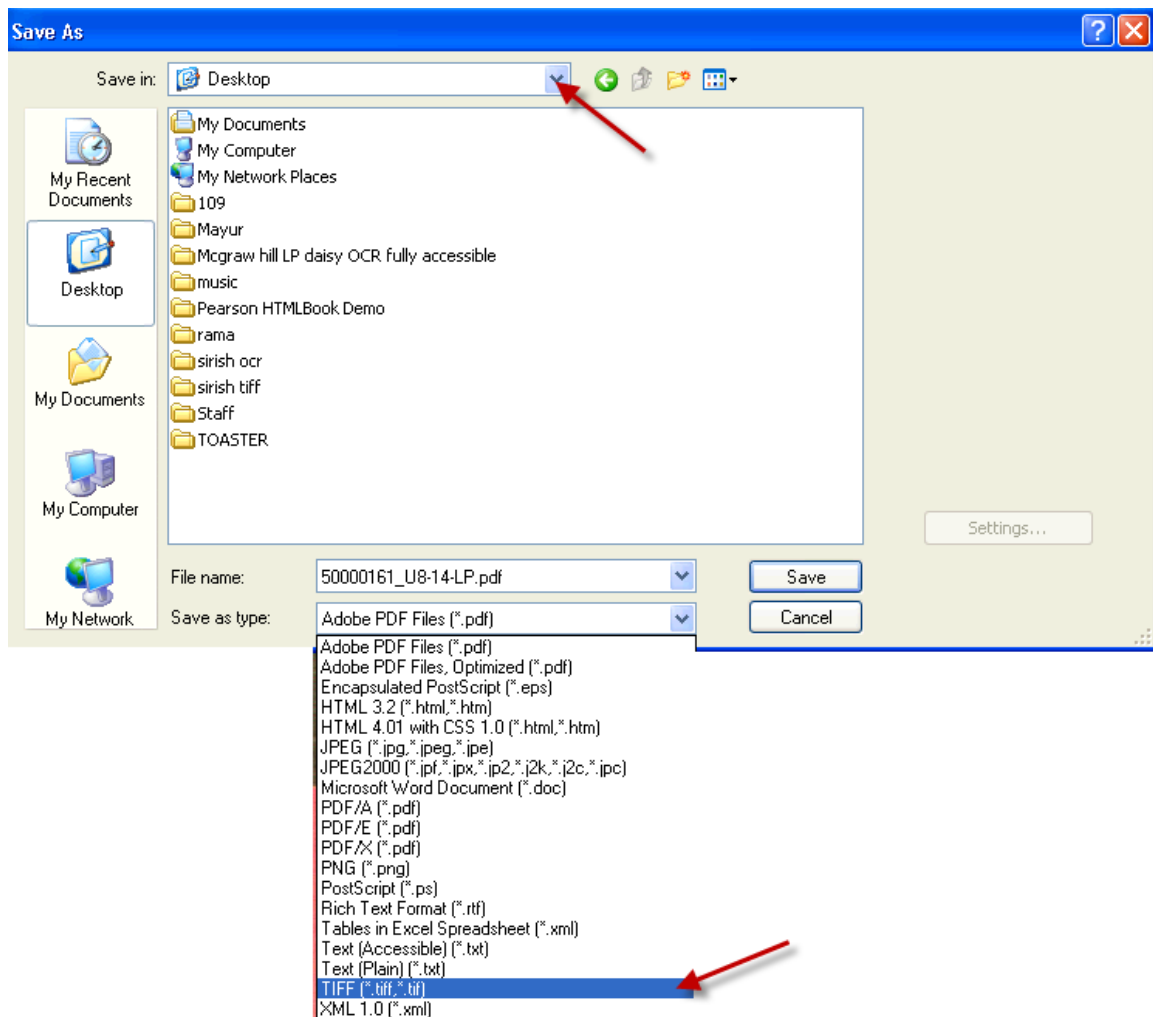 Save As
Save in: Desktop
My Documents
My Computer
My Network Places
109
Mayur
Mcgraw hill LP daisy OCR fully accessible
music
Pearson HTMLBook Demo
rama
sirish ocr
sirish tiff
Staff
TOASTER
My Recent
Documents
Desktop
My Documents
My Computer
My Network
Settings...
File name: 50000161_U8-14-LP.pdf Save
Save as type: Adobe PDF Files (*.pdf) Cancel
Adobe PDF Files (*.pdf)
Adobe PDF Files, Optimized (*.pdf)
Encapsulated PostScript (*.eps)
HTML 3.2 (*.html,*.htm)
HTML 4.01 with CSS 1.0 (*.html,*.htm)
JPEG (*.jpg,*.jpeg,*.jpe)
JPEG2000 (*.jpf,*.jpx,*.jp2,*.j2k,*.j2c,*.jpc)
Microsoft Word Document (*.doc)
PDF/A (*.pdf)
PDF/E (*.pdf)
PDF/X (*.pdf)
PNG (*.png)
PostScript (*.ps)
Rich Text Format (*.rtf)
Tables in Excel Spreadsheet (*.xml)
Text (Accessible) (*.txt)
Text (Plain) (*.txt)
TIFF (*.tiff,*.tif)
XML 1.0 (*.xml)